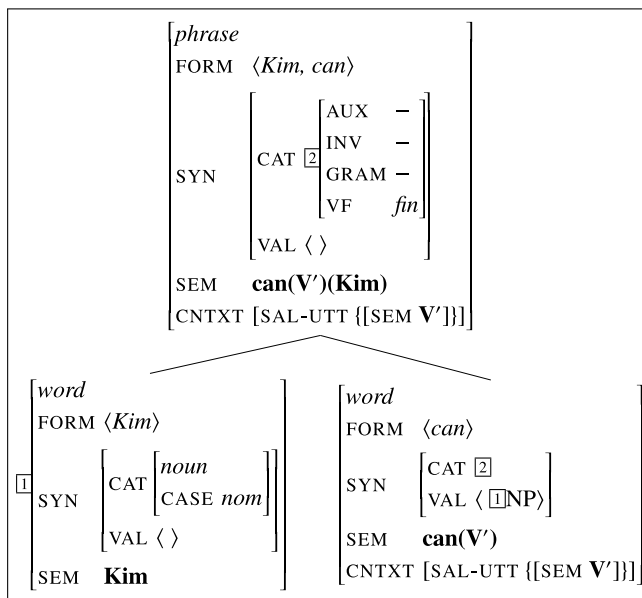 phrase
FORM ⟨Kim, can⟩
SYN
CAT 2
AUX –
INV –
GRAM –
VF fin
VAL ⟨ ⟩
SEM can(V′)(Kim)
CNTXT [SAL-UTT {[SEM V′]}]
1
word
FORM ⟨Kim⟩
SYN
CAT
noun
CASE nom
VAL ⟨ ⟩
SEM Kim
word
FORM ⟨can⟩
SYN
CAT 2
VAL ⟨ 1NP⟩
SEM can(V′)
CNTXT [SAL-UTT {[SEM V′]}]